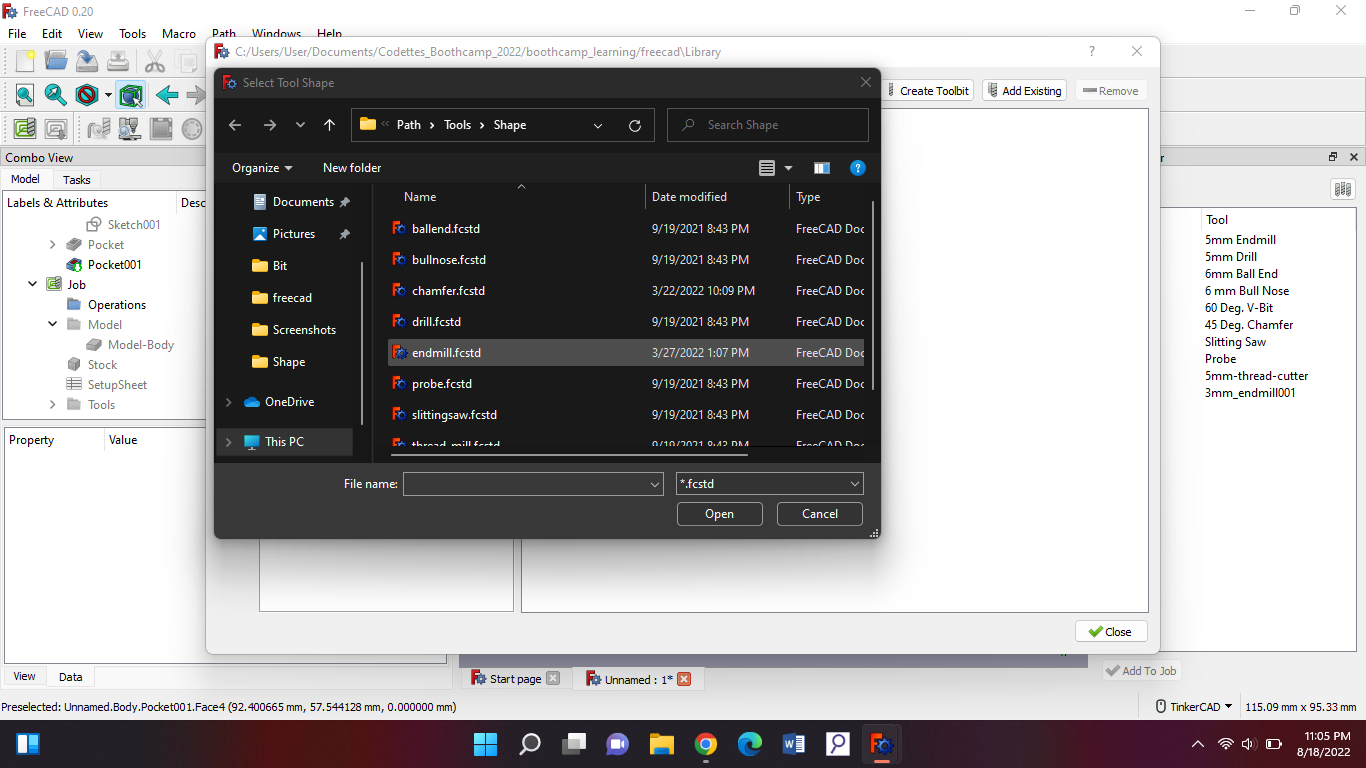 FreeCAD 0.20
File Edit View Tools Macro Path Windows Help
C:/Users/User/Documents/Codettes_Boothcamp_2022/boothcamp_learning/freecad\Library
?
Select Tool Shape
Create Toolbit Add Existing Remove
« Path › Tools › Shape
Search Shape
Organize New folder
?
Combo View
Model Tasks
Labels & Attributes Desc
Sketch001
Pocket
Pocket001
Job
Operations
Model
Model-Body
Stock
SetupSheet
Tools
Property Value
View Data
Documents
Pictures
Bit
freecad
Screenshots
Shape
OneDrive
This PC
Name Date modified Type
ballend.fcstd 9/19/2021 8:43 PM FreeCAD Doc
bullnose.fcstd 9/19/2021 8:43 PM FreeCAD Doc
chamfer.fcstd 3/22/2022 10:09 PM FreeCAD Doc
drill.fcstd 9/19/2021 8:43 PM FreeCAD Doc
endmill.fcstd 3/27/2022 1:07 PM FreeCAD Doc
probe.fcstd 9/19/2021 8:43 PM FreeCAD Doc
slittingsaw.fcstd 9/19/2021 8:43 PM FreeCAD Doc
thread_mill.fcstd 9/19/2021 8:43 PM FreeCAD Doc
File name: *.fcstd
Open Cancel
Close
r
Tool
5mm Endmill
5mm Drill
6mm Ball End
6 mm Bull Nose
60 Deg. V-Bit
45 Deg. Chamfer
Slitting Saw
Probe
5mm-thread-cutter
3mm_endmill001
Add To Job
Start page Unnamed : 1*
Preselected: Unnamed.Body.Pocket001.Face4 (92.400665 mm, 57.544128 mm, 0.000000 mm)
TinkerCAD 115.09 mm x 95.33 mm
11:05 PM
8/18/2022